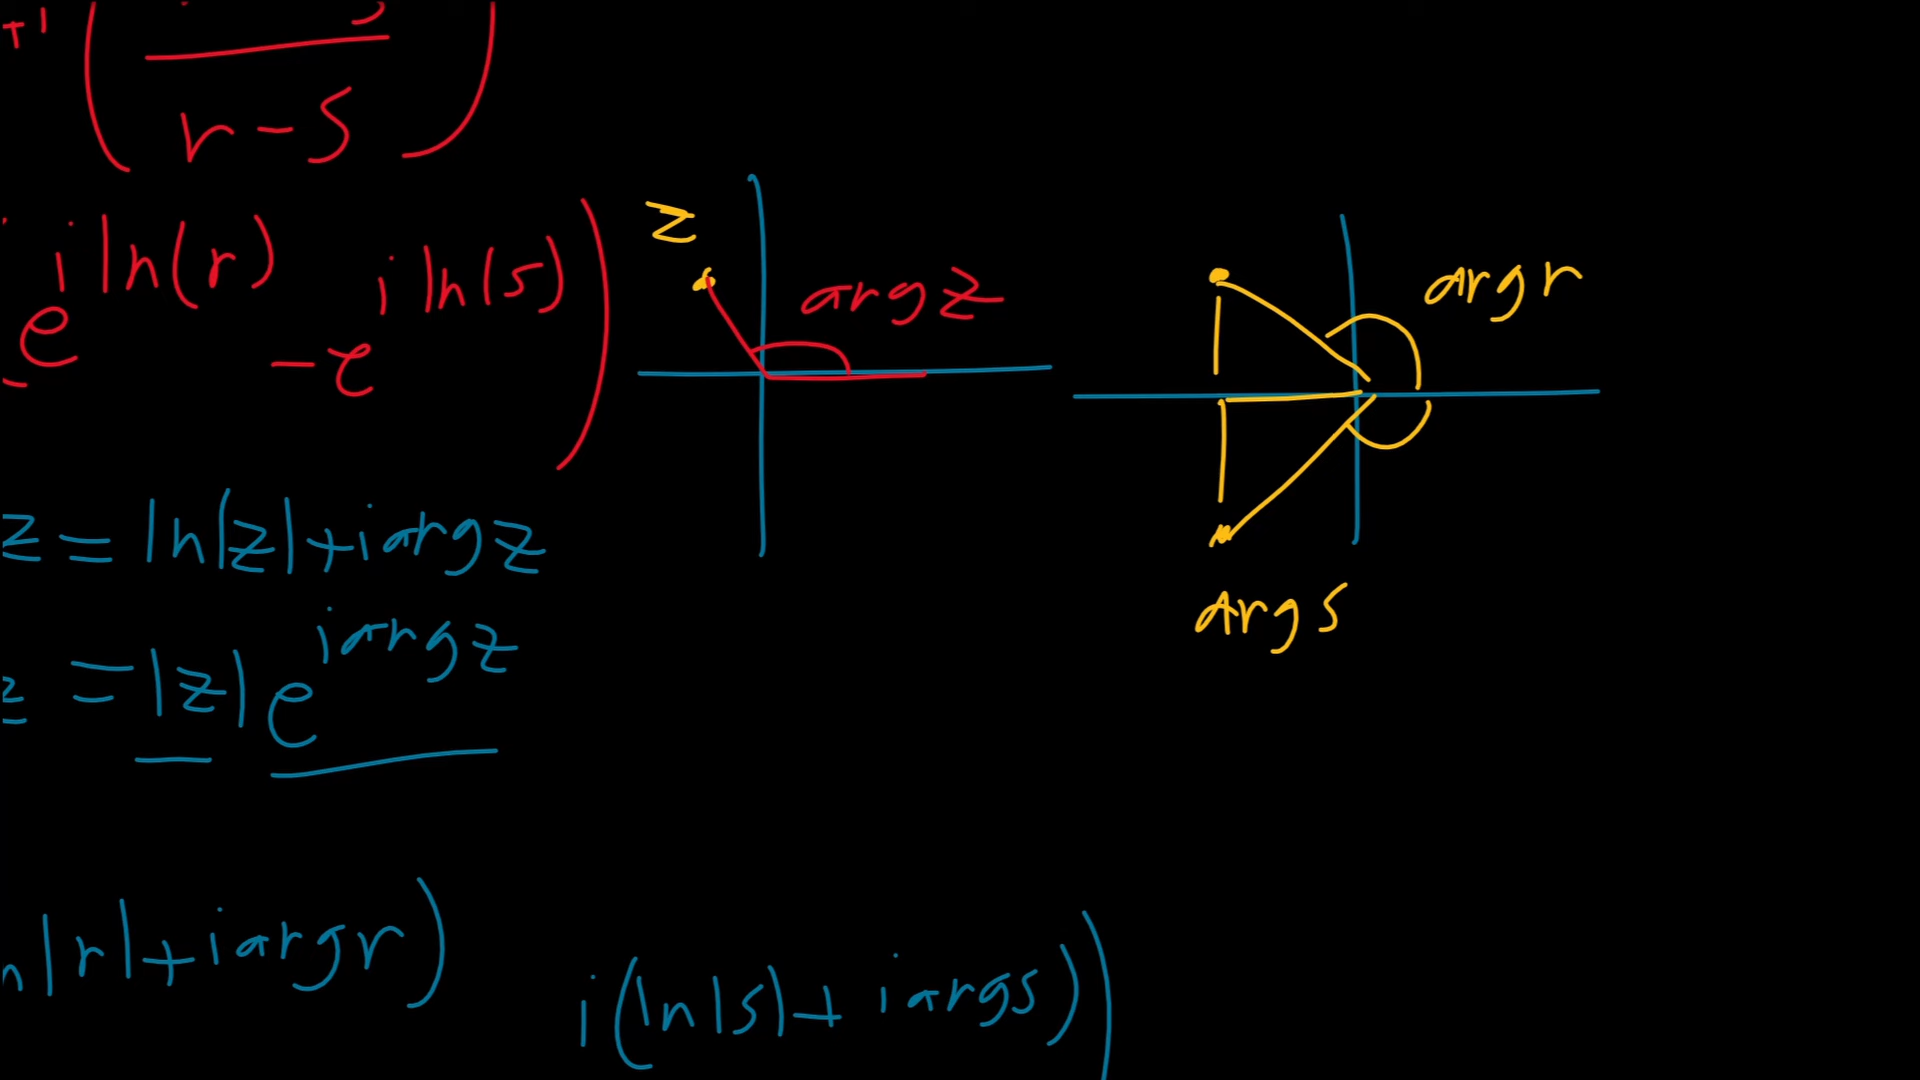 r-s
e^{i ln(r)} - e^{i ln(s)})
z
arg z
arg r
z = ln|z| + i arg z
arg s
z = |z| e^{i arg z}
n|r| + i arg r)
i(ln|s| + i arg s))